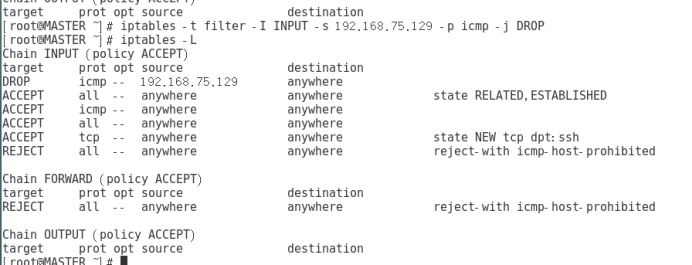 target prot opt source destination
[root@MASTER ~]# iptables -t filter -I INPUT -s 192.168.75.129 -p icmp -j DROP
[root@MASTER ~]# iptables -L
Chain INPUT (policy ACCEPT)
target prot opt source destination
DROP icmp -- 192.168.75.129 anywhere
ACCEPT all -- anywhere anywhere state RELATED,ESTABLISHED
ACCEPT icmp -- anywhere anywhere
ACCEPT all -- anywhere anywhere
ACCEPT tcp -- anywhere anywhere state NEW tcp dpt:ssh
REJECT all -- anywhere anywhere reject-with icmp-host-prohibited
Chain FORWARD (policy ACCEPT)
target prot opt source destination
REJECT all -- anywhere anywhere reject-with icmp-host-prohibited
Chain OUTPUT (policy ACCEPT)
target prot opt source destination
[root@MASTER ~]#